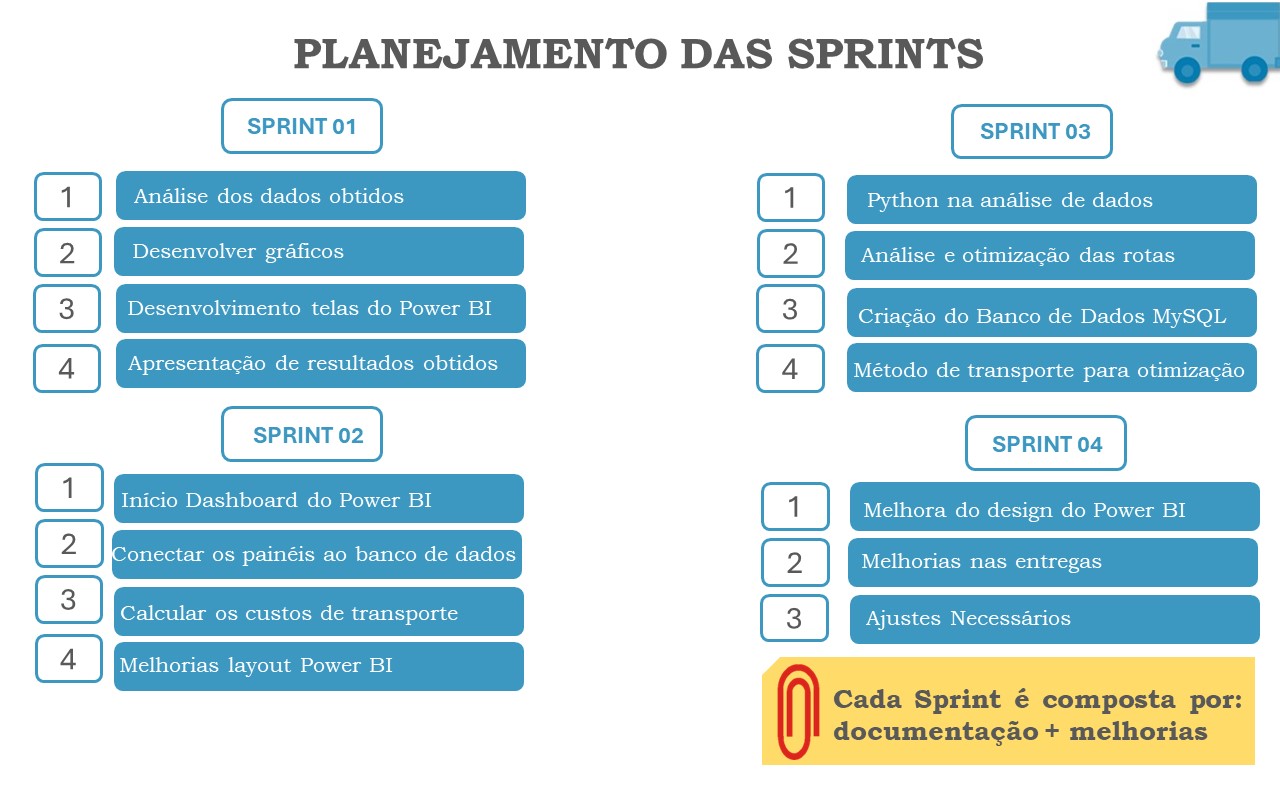 PLANEJAMENTO DAS SPRINTS
SPRINT 01
1 Análise dos dados obtidos
2 Desenvolver gráficos
3 Desenvolvimento telas do Power BI
4 Apresentação de resultados obtidos
SPRINT 02
1 Início Dashboard do Power BI
2 Conectar os painéis ao banco de dados
3 Calcular os custos de transporte
4 Melhorias layout Power BI
SPRINT 03
1 Python na análise de dados
2 Análise e otimização das rotas
3 Criação do Banco de Dados MySQL
4 Método de transporte para otimização
SPRINT 04
1 Melhora do design do Power BI
2 Melhorias nas entregas
3 Ajustes Necessários
Cada Sprint é composta por:
documentação + melhorias